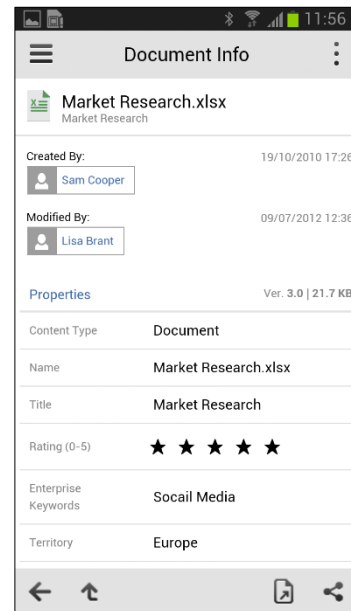 11:56
Document Info
Market Research.xlsx
Market Research
Created By: 19/10/2010 17:26
Sam Cooper
Modified By: 09/07/2012 12:36
Lisa Brant
Properties Ver. 3.0 | 21.7 KB
Content Type Document
Name Market Research.xlsx
Title Market Research
Rating (0-5) ★ ★ ★ ★ ★
Enterprise
Keywords Socail Media
Territory Europe